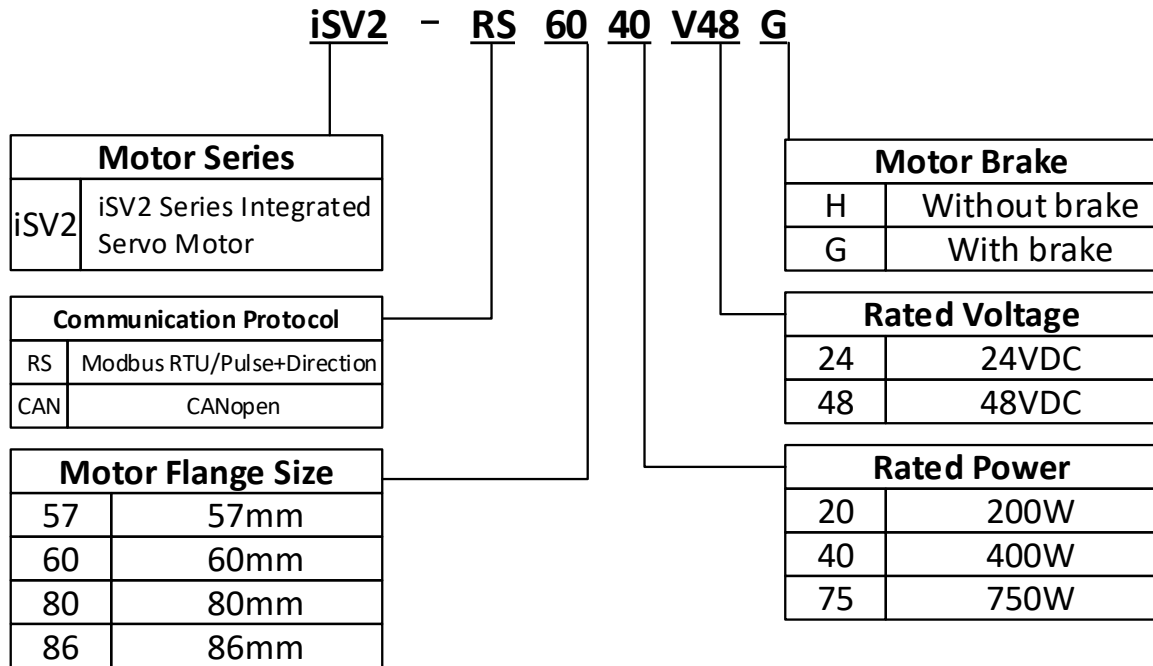 iSV2 - RS 60 40 V48 G
Motor Series
iSV2 iSV2 Series Integrated
Servo Motor
Communication Protocol
RS Modbus RTU/Pulse+Direction
CAN CANopen
Motor Flange Size
57 57mm
60 60mm
80 80mm
86 86mm
Motor Brake
H Without brake
G With brake
Rated Voltage
24 24VDC
48 48VDC
Rated Power
20 200W
40 400W
75 750W